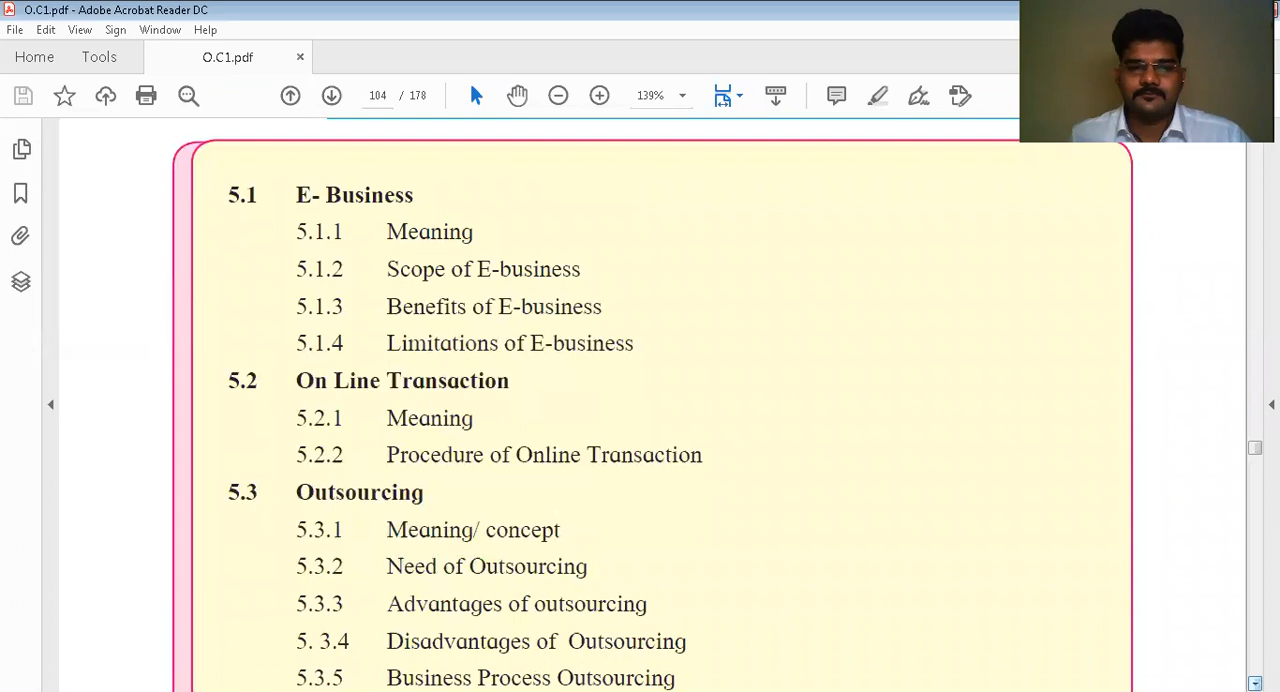 O.C1.pdf - Adobe Acrobat Reader DC
File Edit View Sign Window Help
Home Tools O.C1.pdf ×
104 / 178 139%
5.1 E- Business
5.1.1 Meaning
5.1.2 Scope of E-business
5.1.3 Benefits of E-business
5.1.4 Limitations of E-business
5.2 On Line Transaction
5.2.1 Meaning
5.2.2 Procedure of Online Transaction
5.3 Outsourcing
5.3.1 Meaning/ concept
5.3.2 Need of Outsourcing
5.3.3 Advantages of outsourcing
5. 3.4 Disadvantages of Outsourcing
5.3.5 Business Process Outsourcing